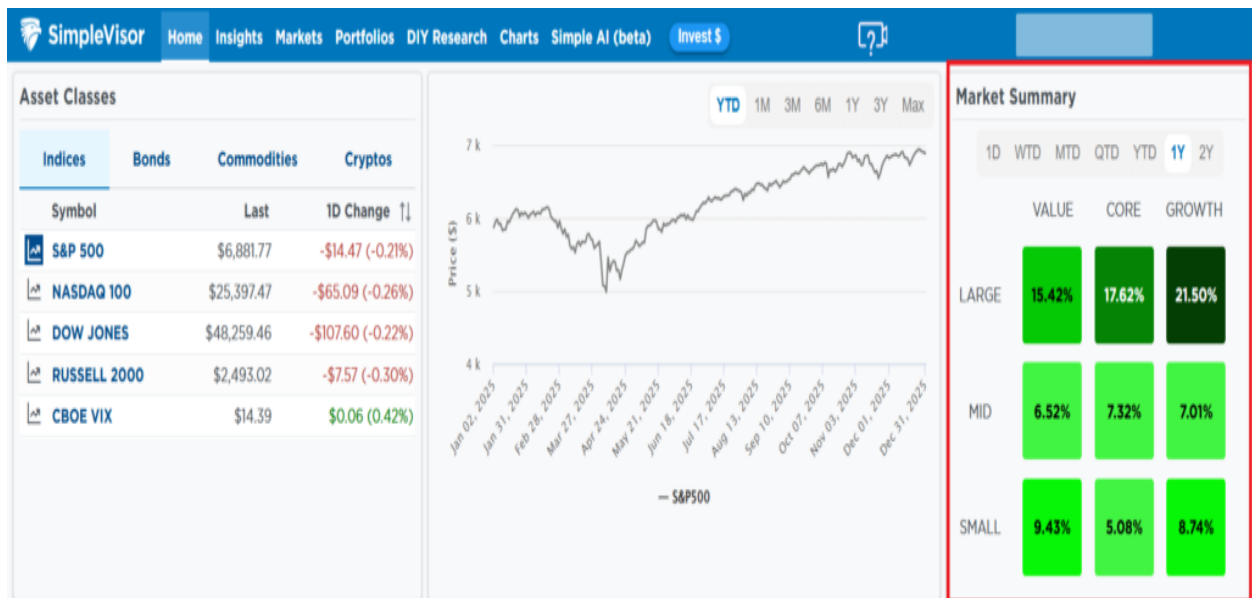 SimpleVisor Home Insights Markets Portfolios DIY Research Charts Simple AI (beta) Invest $
?
Asset Classes
Indices Bonds Commodities Cryptos
Symbol Last 1D Change
S&P 500 $6,881.77 -$14.47 (-0.21%)
NASDAQ 100 $25,397.47 -$65.09 (-0.26%)
DOW JONES $48,259.46 -$107.60 (-0.22%)
RUSSELL 2000 $2,493.02 -$7.57 (-0.30%)
CBOE VIX $14.39 $0.06 (0.42%)
YTD 1M 3M 6M 1Y 3Y Max
Price ($)
7 k
6 k
5 k
4 k
Jan 02, 2025
Jan 31, 2025
Feb 28, 2025
Mar 27, 2025
Apr 24, 2025
May 21, 2025
Jun 18, 2025
Jul 17, 2025
Aug 13, 2025
Sep 10, 2025
Oct 07, 2025
Nov 03, 2025
Dec 01, 2025
Dec 31, 2025
S&P500
Market Summary
1D WTD MTD QTD YTD 1Y 2Y
VALUE CORE GROWTH
LARGE 15.42% 17.62% 21.50%
MID 6.52% 7.32% 7.01%
SMALL 9.43% 5.08% 8.74%